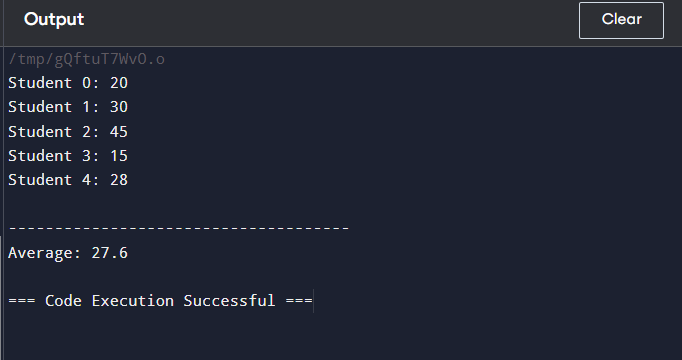 Output
Clear
/tmp/gQftuT7WvO.o
Student 0: 20
Student 1: 30
Student 2: 45
Student 3: 15
Student 4: 28
-------------------------------------
Average: 27.6
=== Code Execution Successful ===